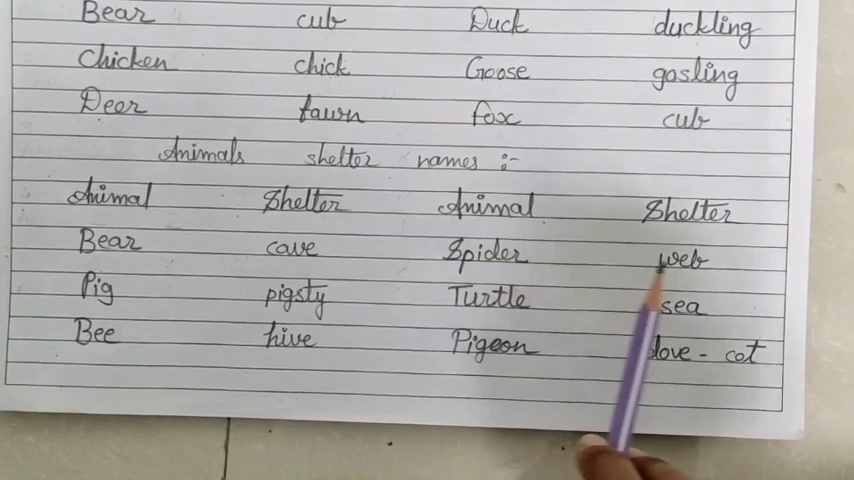 Bear cub Duck duckling
Chicken chick Goose gosling
Deer fawn fox cub
Animals shelter names :-
Animal Shelter Animal Shelter
Bear cave Spider web
Pig pigsty Turtle sea
Bee hive Pigeon dove - cot